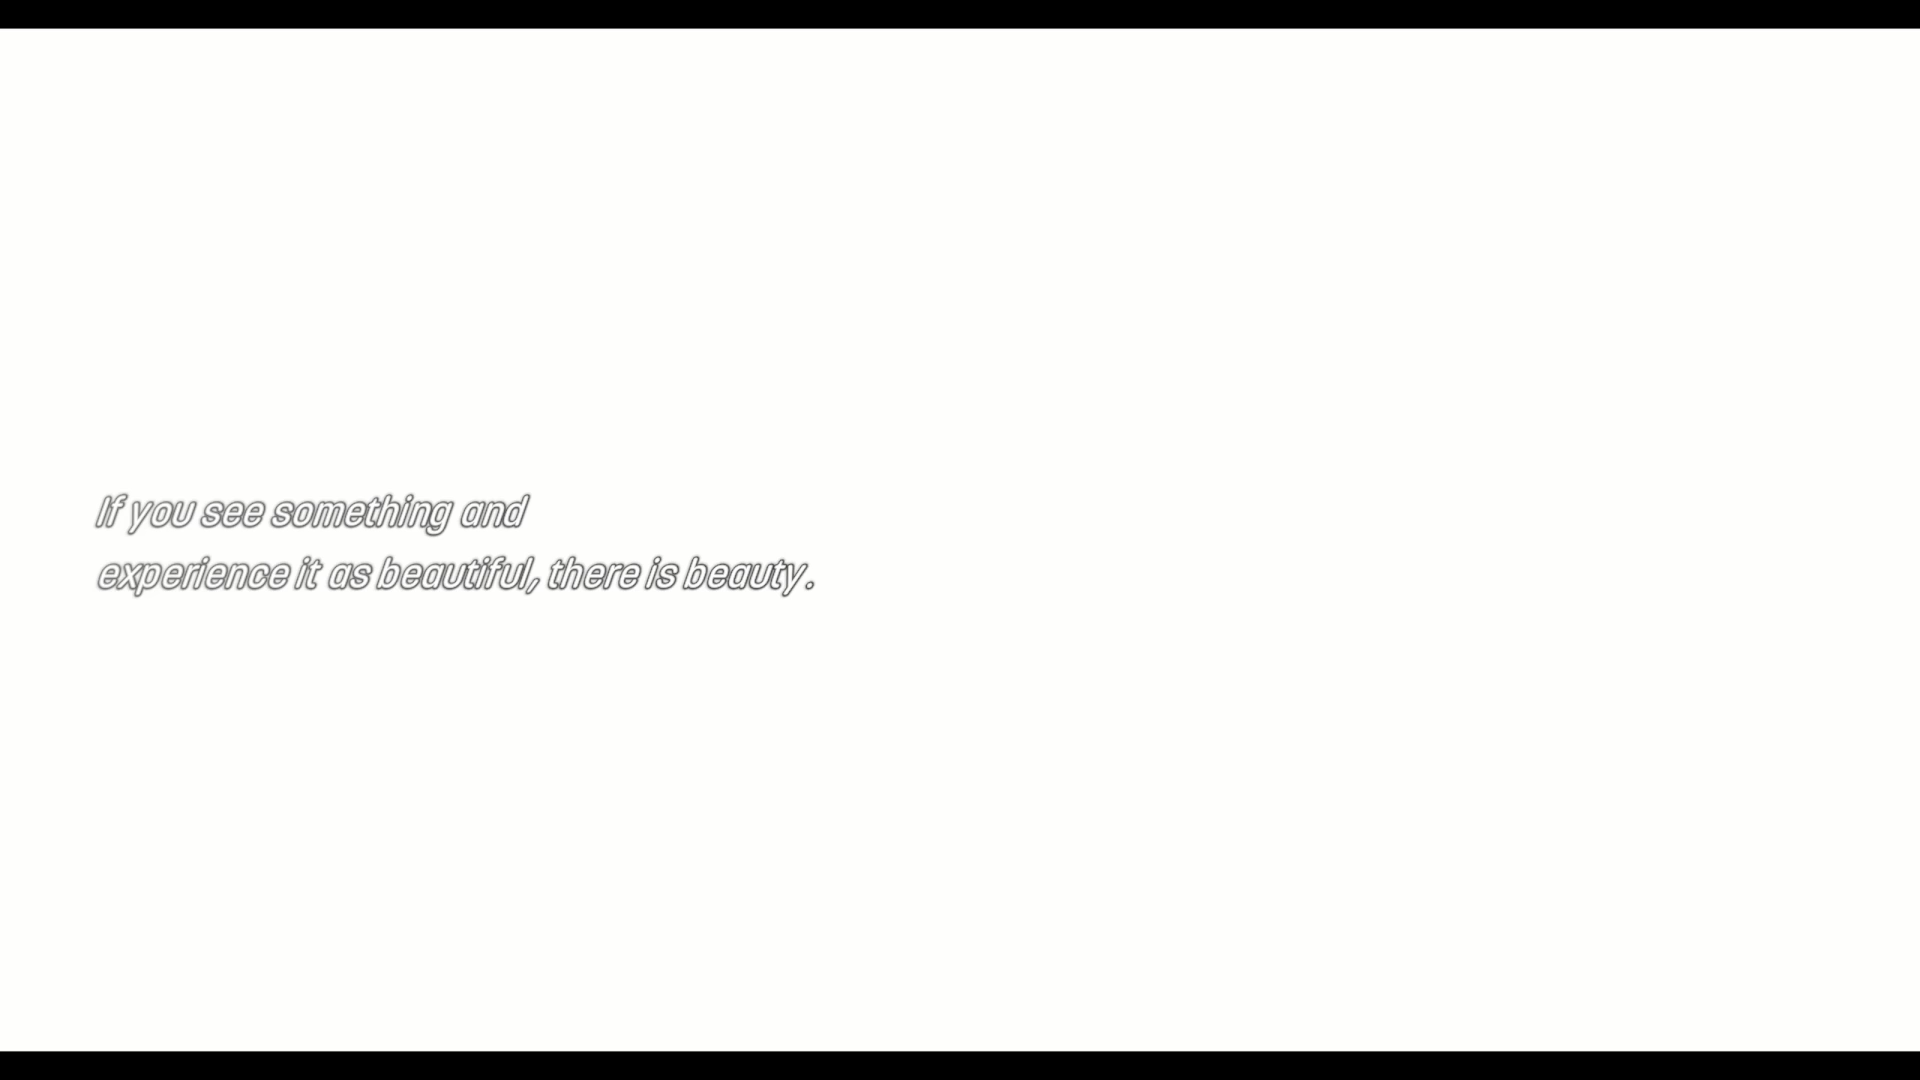 If you see something and
experience it as beautiful, there is beauty.